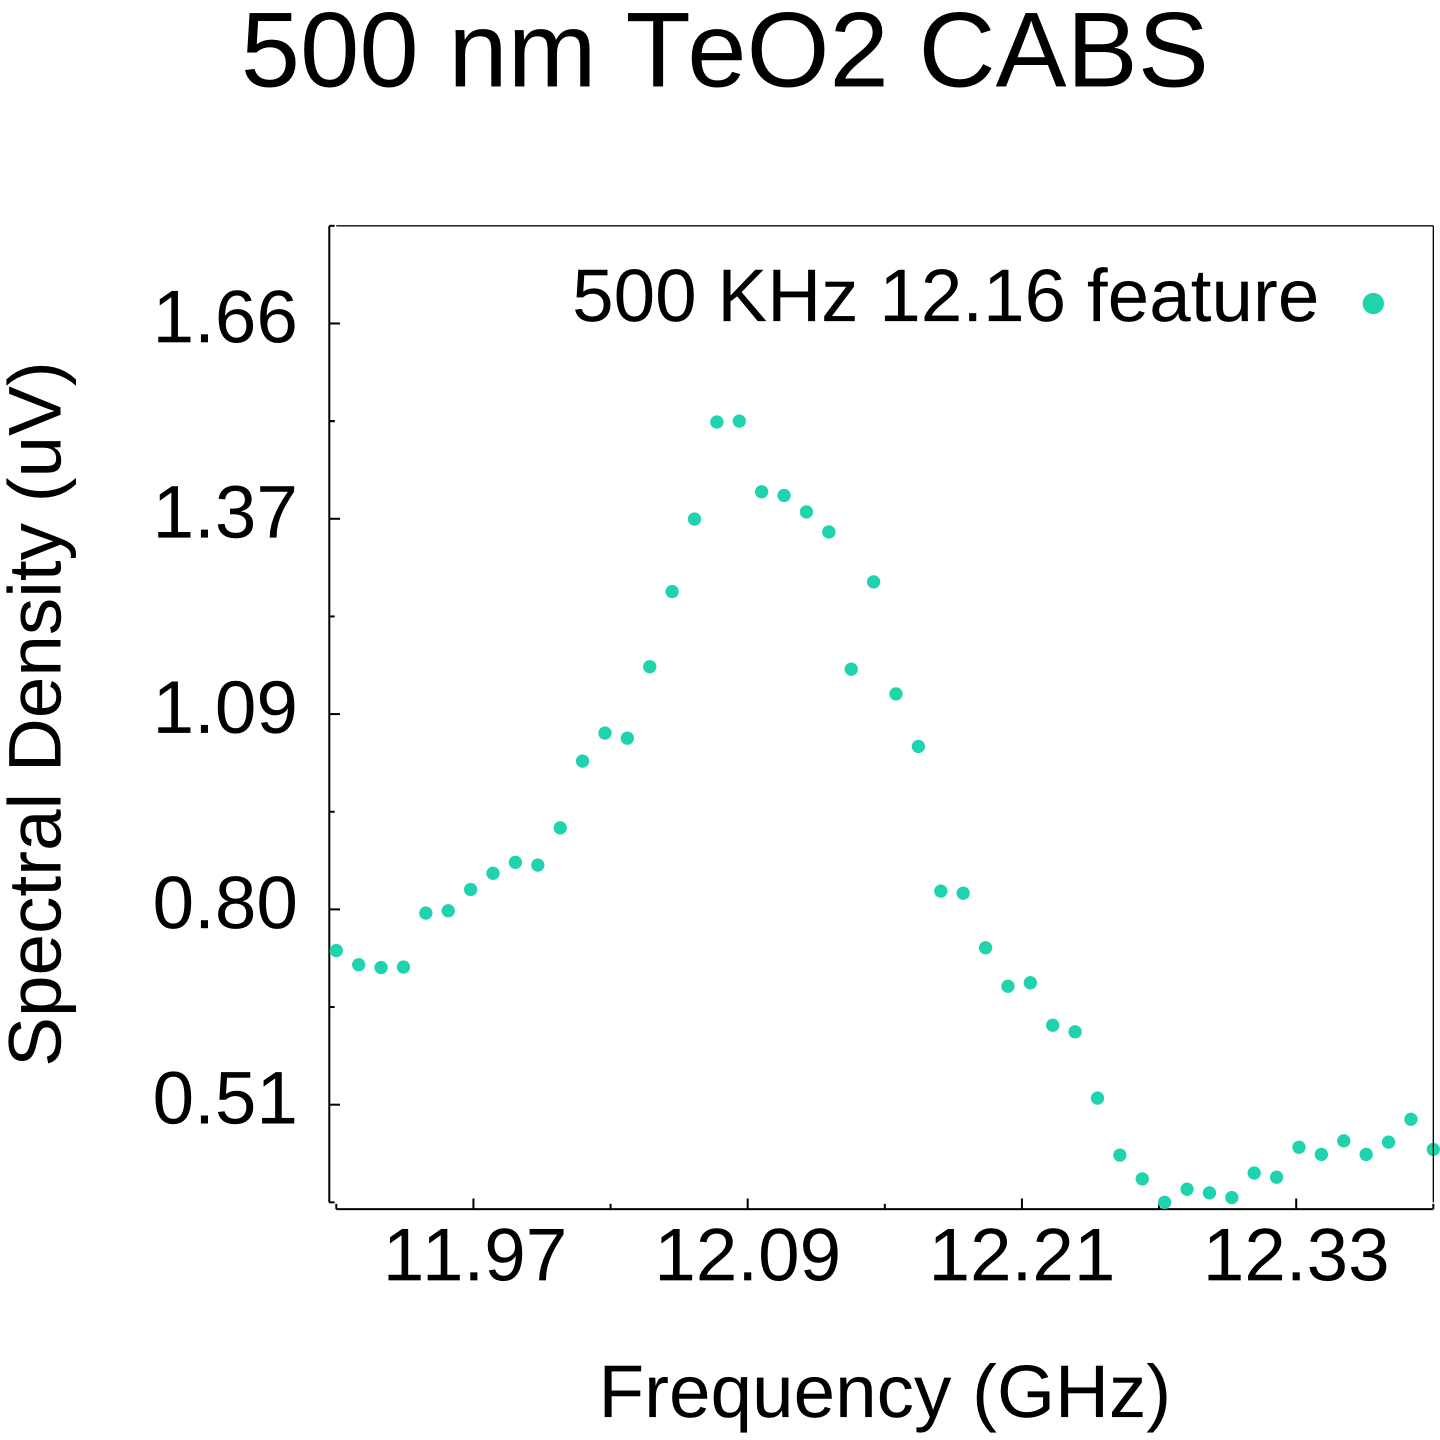 500 nm TeO2 CABS
500 KHz 12.16 feature
1.66
1.37
1.09
0.80
0.51
Spectral Density (uV)
11.97 12.09 12.21 12.33
Frequency (GHz)